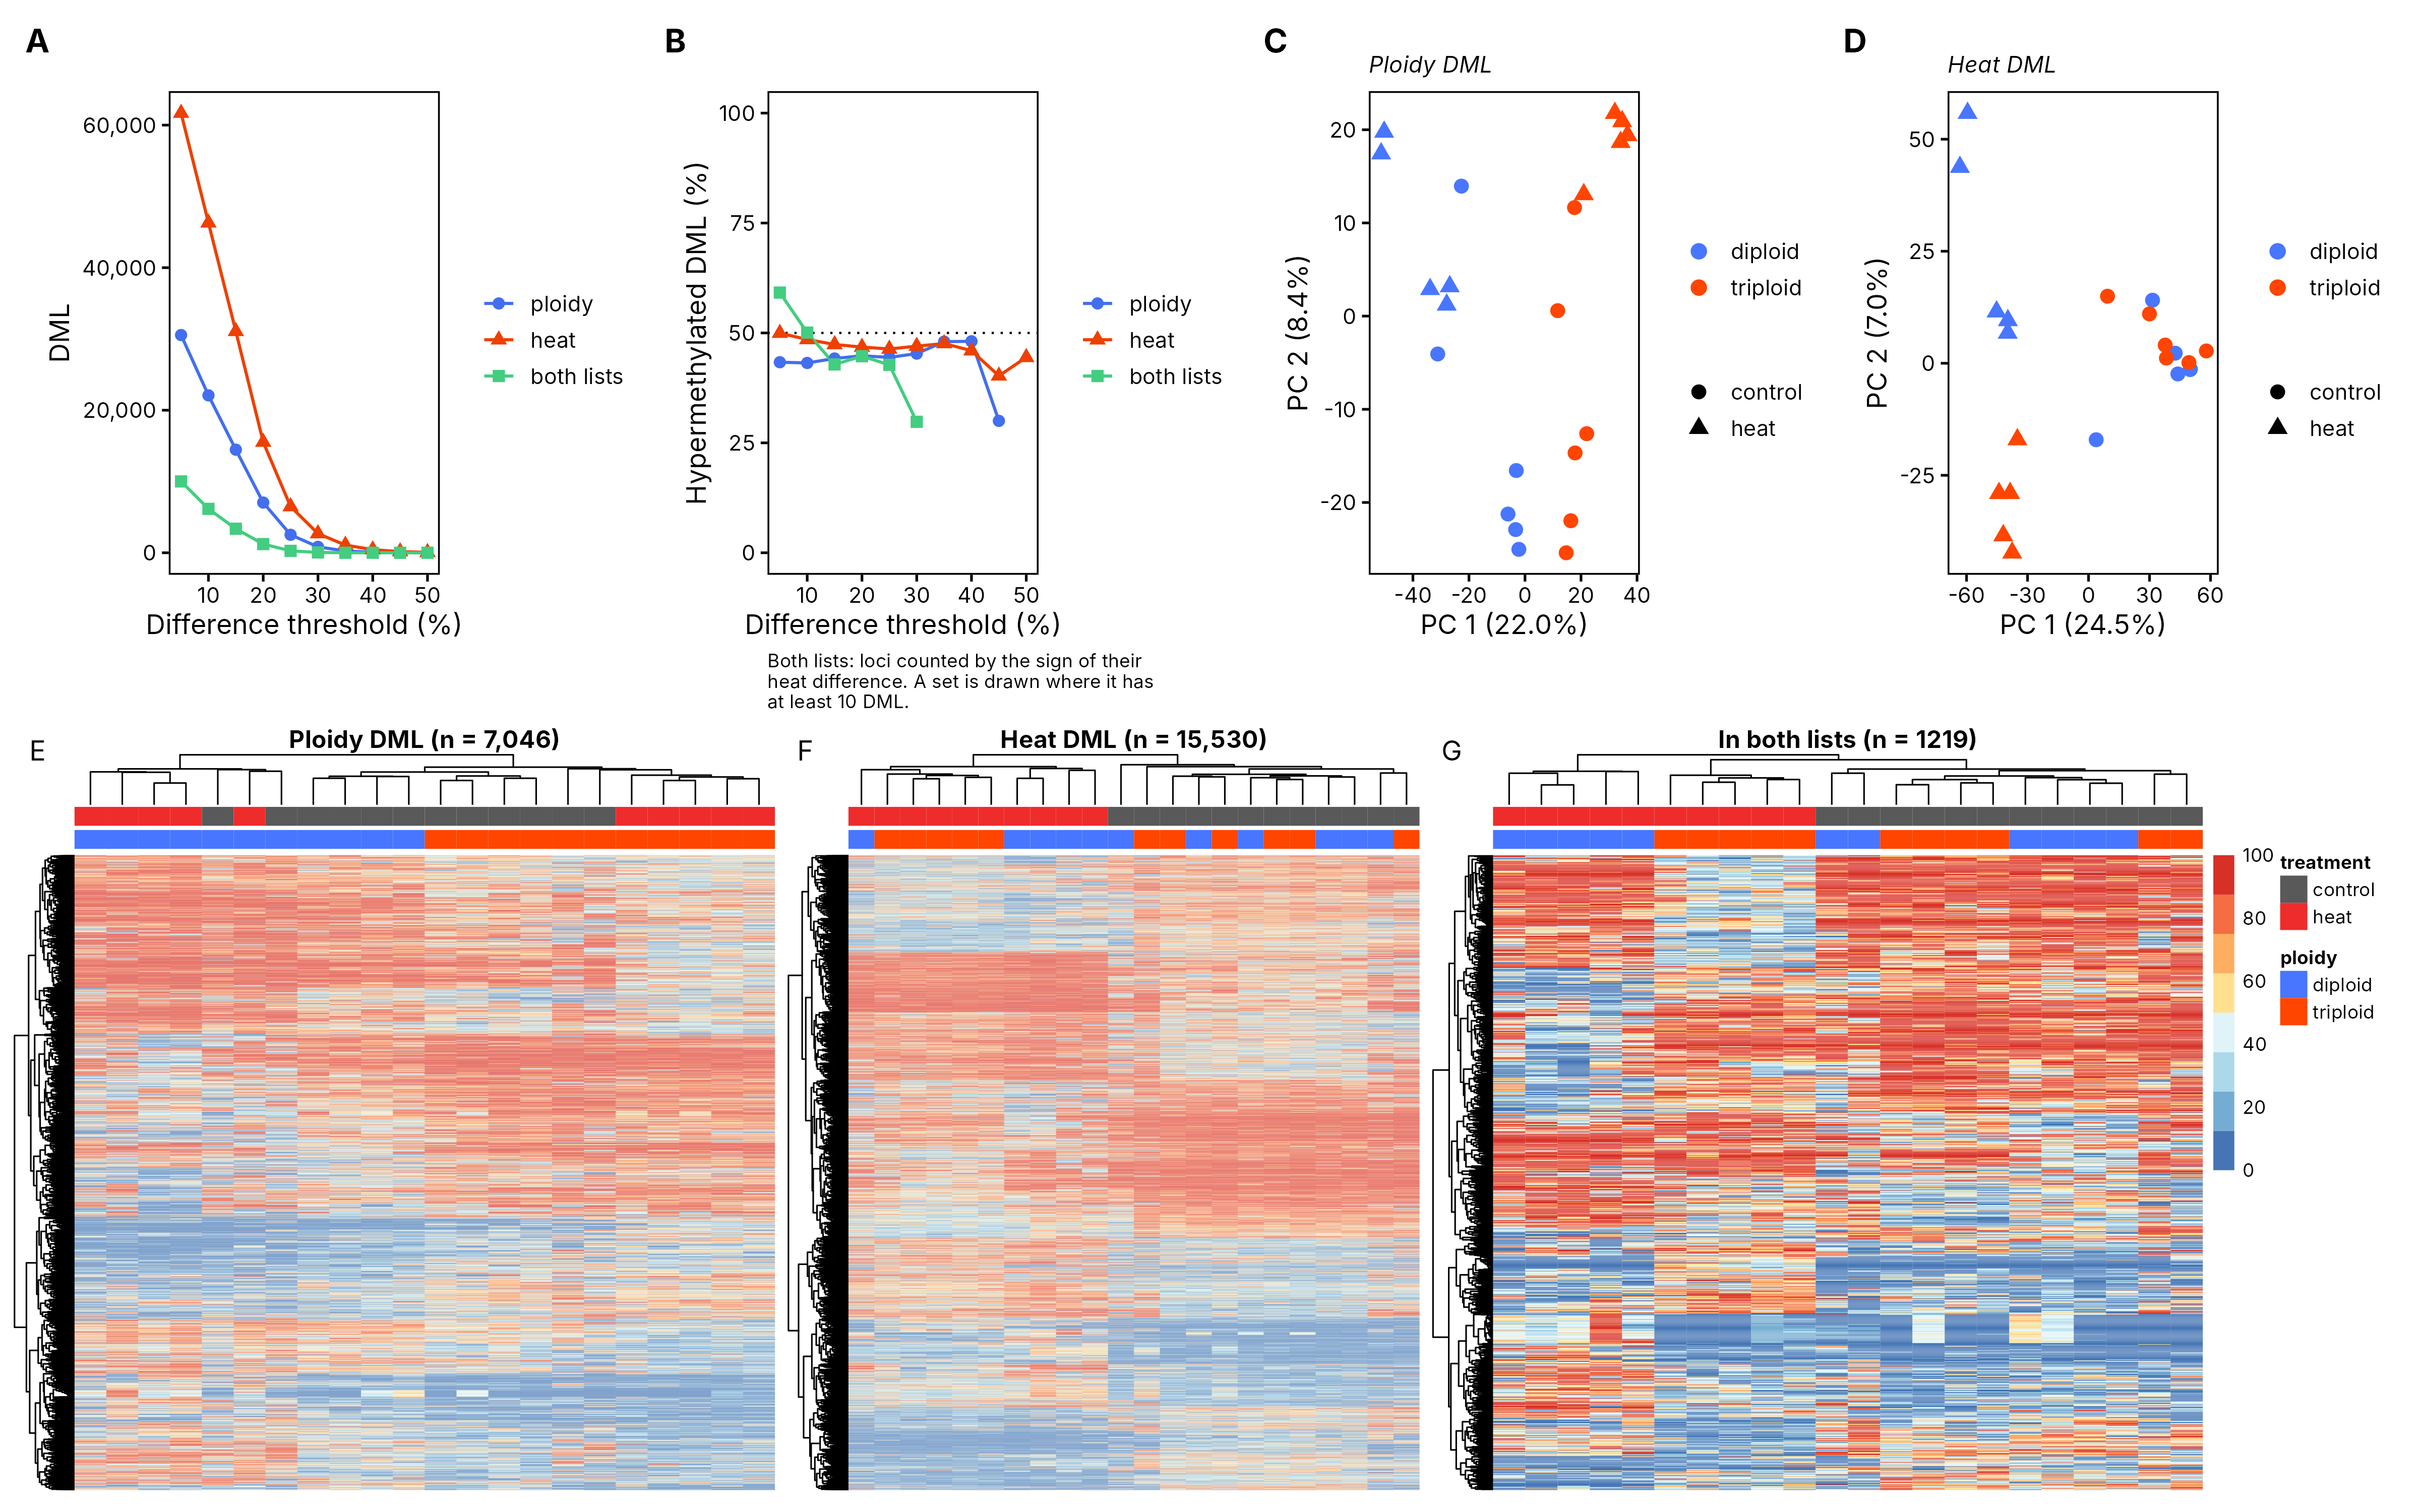 A
60,000
40,000
20,000
0
DML
10 20 30 40 50
Difference threshold (%)
ploidy
heat
both lists
B
100
75
50
25
0
Hypermethylated DML (%)
10 20 30 40 50
Difference threshold (%)
Both lists: loci counted by the sign of their
heat difference. A set is drawn where it has
at least 10 DML.
ploidy
heat
both lists
C
Ploidy DML
20
10
0
-10
-20
PC 2 (8.4%)
-40 -20 0 20 40
PC 1 (22.0%)
diploid
triploid
control
heat
D
Heat DML
50
25
0
-25
PC 2 (7.0%)
-60 -30 0 30 60
PC 1 (24.5%)
diploid
triploid
control
heat
E
Ploidy DML (n = 7,046)
F
Heat DML (n = 15,530)
G
In both lists (n = 1219)
100
80
60
40
20
0
treatment
control
heat
ploidy
diploid
triploid